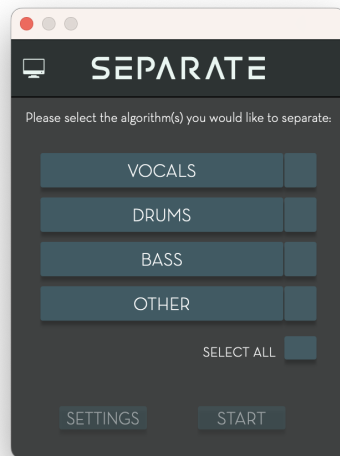 SEPARATE
Please select the algorithm(s) you would like to separate:
VOCALS
DRUMS
BASS
OTHER
SELECT ALL
SETTINGS
START